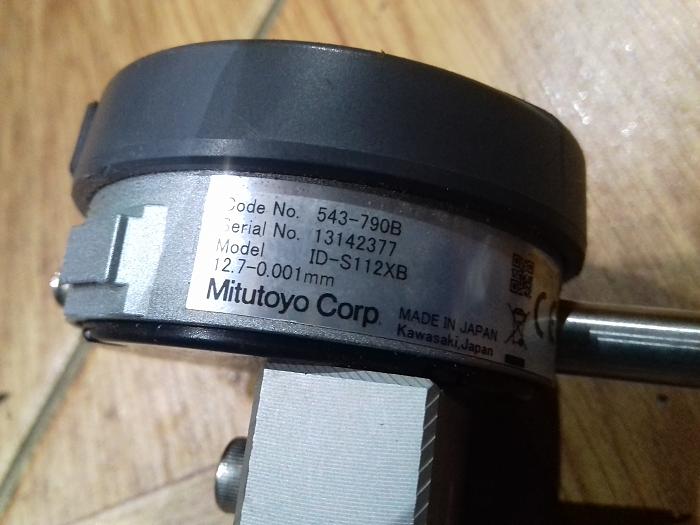 Code No. 543-790B
Serial No. 13142377
Model ID-S112XB
12.7-0.001mm
Mitutoyo Corp.
MADE IN JAPAN
Kawasaki,Japan
CE